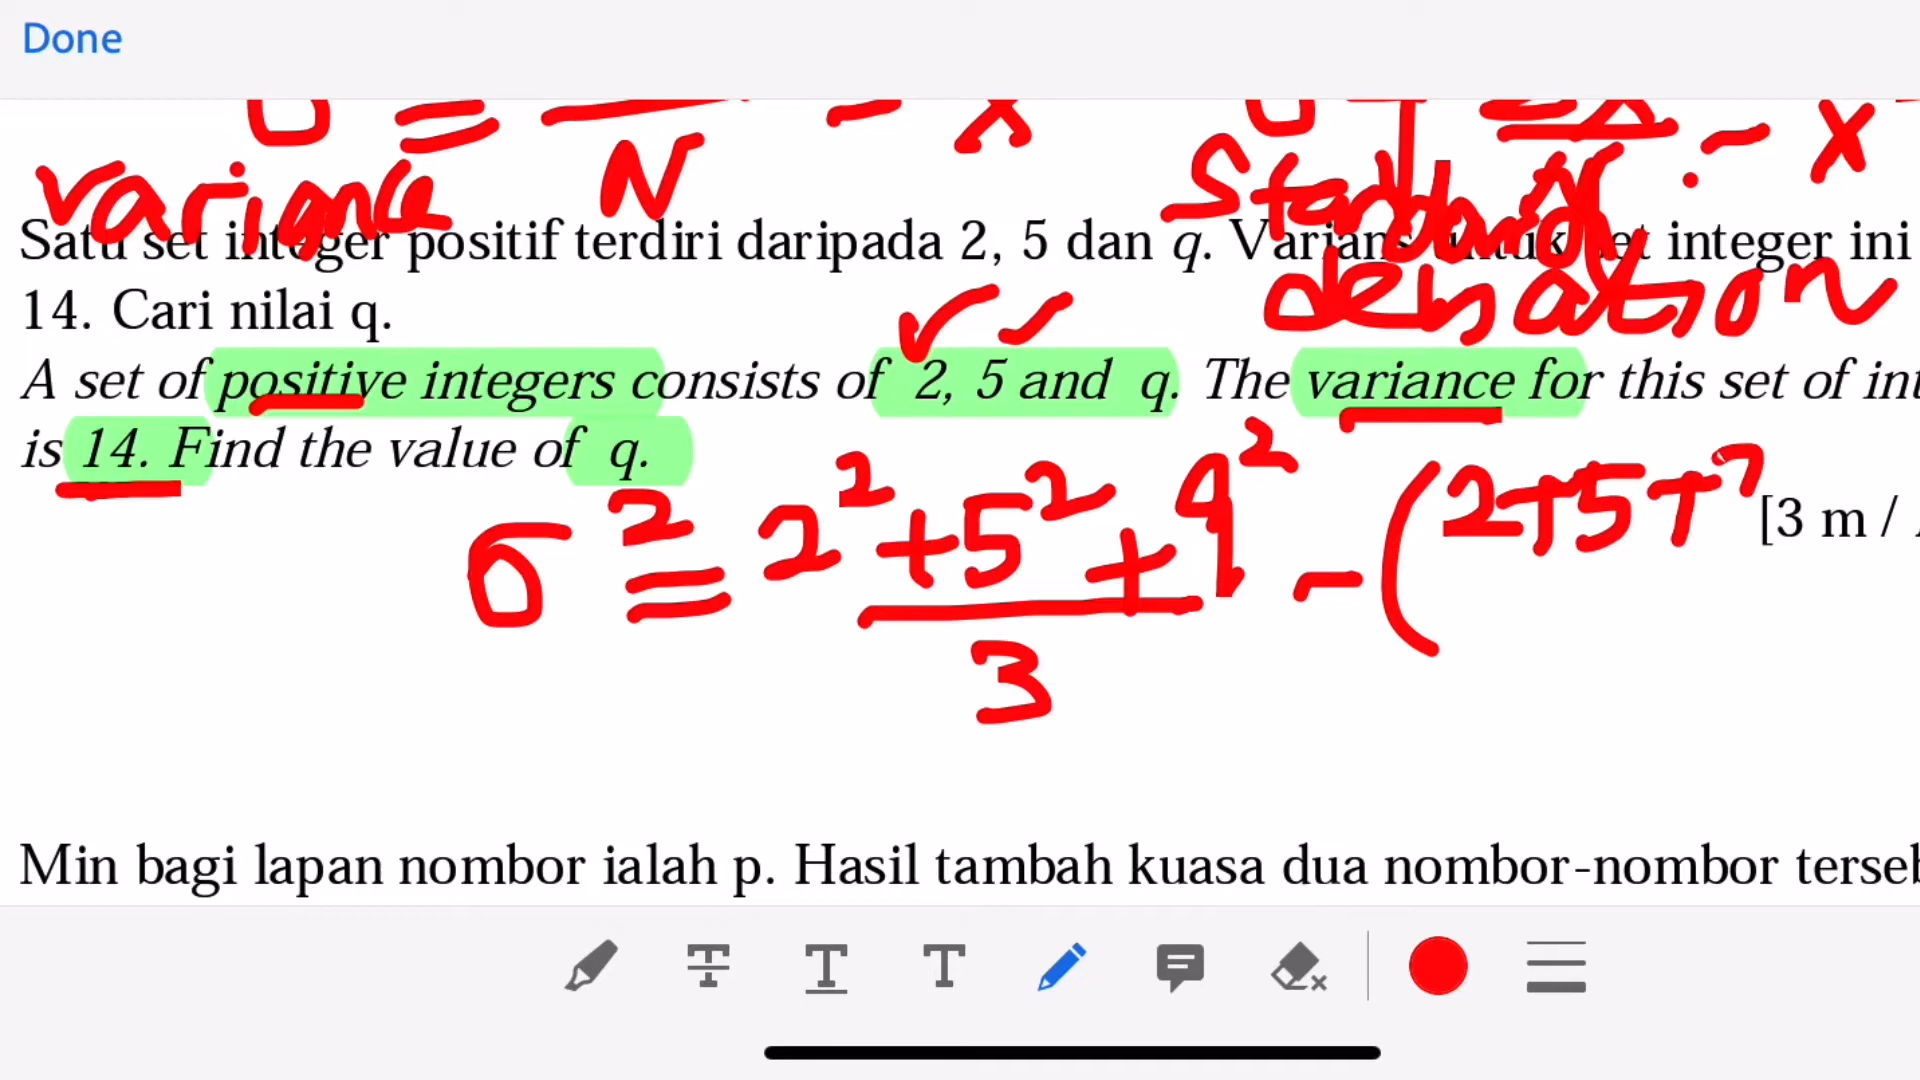 Done
σ = N - x
variance
standard
deviation
Satu set integer positif terdiri daripada 2, 5 dan q. Varians untuk set integer ini
14. Cari nilai q.
A set of positive integers consists of 2, 5 and q. The variance for this set of
is 14. Find the value of q.
σ² = 2² + 5² + q² - (2+5+
3
[3 m /
Min bagi lapan nombor ialah p. Hasil tambah kuasa dua nombor-nombor